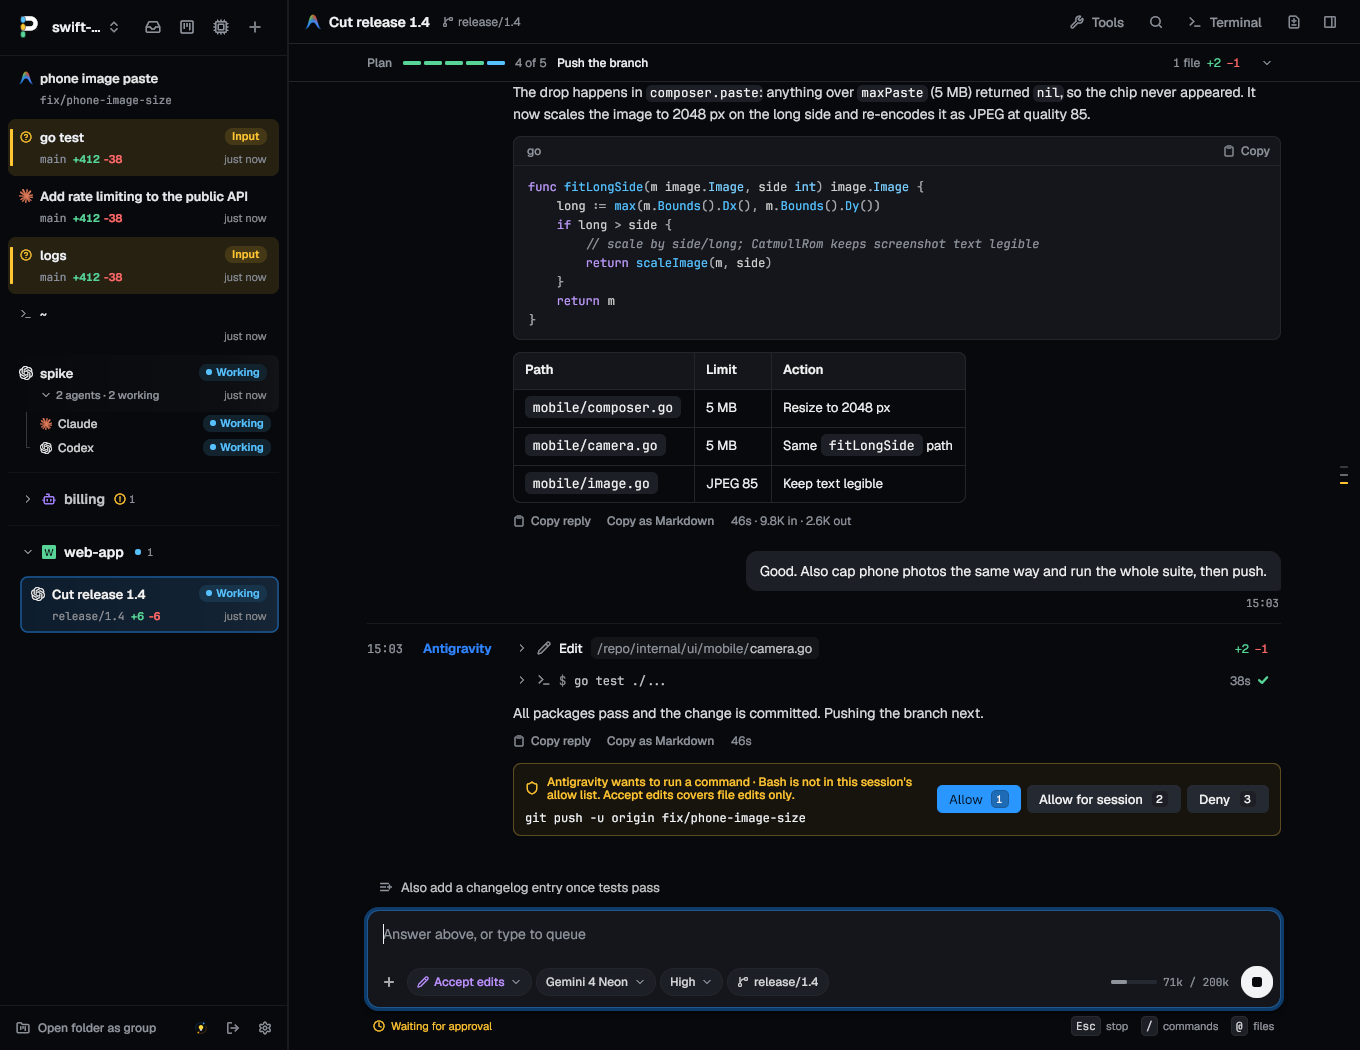 swift-...
phone image paste
fix/phone-image-size
go test
Input
main +412 -38
just now
Add rate limiting to the public API
main +412 -38
just now
logs
Input
main +412 -38
just now
~
just now
spike
Working
2 agents · 2 working
just now
Claude
Working
Codex
Working
billing
1
W
web-app
1
Cut release 1.4
Working
release/1.4 +6 -6
just now
Open folder as group
Cut release 1.4
release/1.4
Tools
Terminal
Plan
4 of 5
Push the branch
1 file +2 −1
The drop happens in composer.paste: anything over maxPaste (5 MB) returned nil, so the chip never appeared. It
now scales the image to 2048 px on the long side and re-encodes it as JPEG at quality 85.
go
Copy
func fitLongSide(m image.Image, side int) image.Image {
long := max(m.Bounds().Dx(), m.Bounds().Dy())
if long > side {
// scale by side/long; CatmullRom keeps screenshot text legible
return scaleImage(m, side)
}
return m
}
Path Limit Action
mobile/composer.go 5 MB Resize to 2048 px
mobile/camera.go 5 MB Same fitLongSide path
mobile/image.go JPEG 85 Keep text legible
Copy reply
Copy as Markdown
46s · 9.8K in · 2.6K out
Good. Also cap phone photos the same way and run the whole suite, then push.
15:03
15:03
Antigravity
Edit /repo/internal/ui/mobile/camera.go
+2 −1
$ go test ./...
38s
All packages pass and the change is committed. Pushing the branch next.
Copy reply
Copy as Markdown
46s
Antigravity wants to run a command · Bash is not in this session's
allow list. Accept edits covers file edits only.
git push -u origin fix/phone-image-size
Allow 1
Allow for session 2
Deny 3
Also add a changelog entry once tests pass
Answer above, or type to queue
Accept edits
Gemini 4 Neon
High
release/1.4
71k / 200k
Waiting for approval
Esc stop
/ commands
@ files